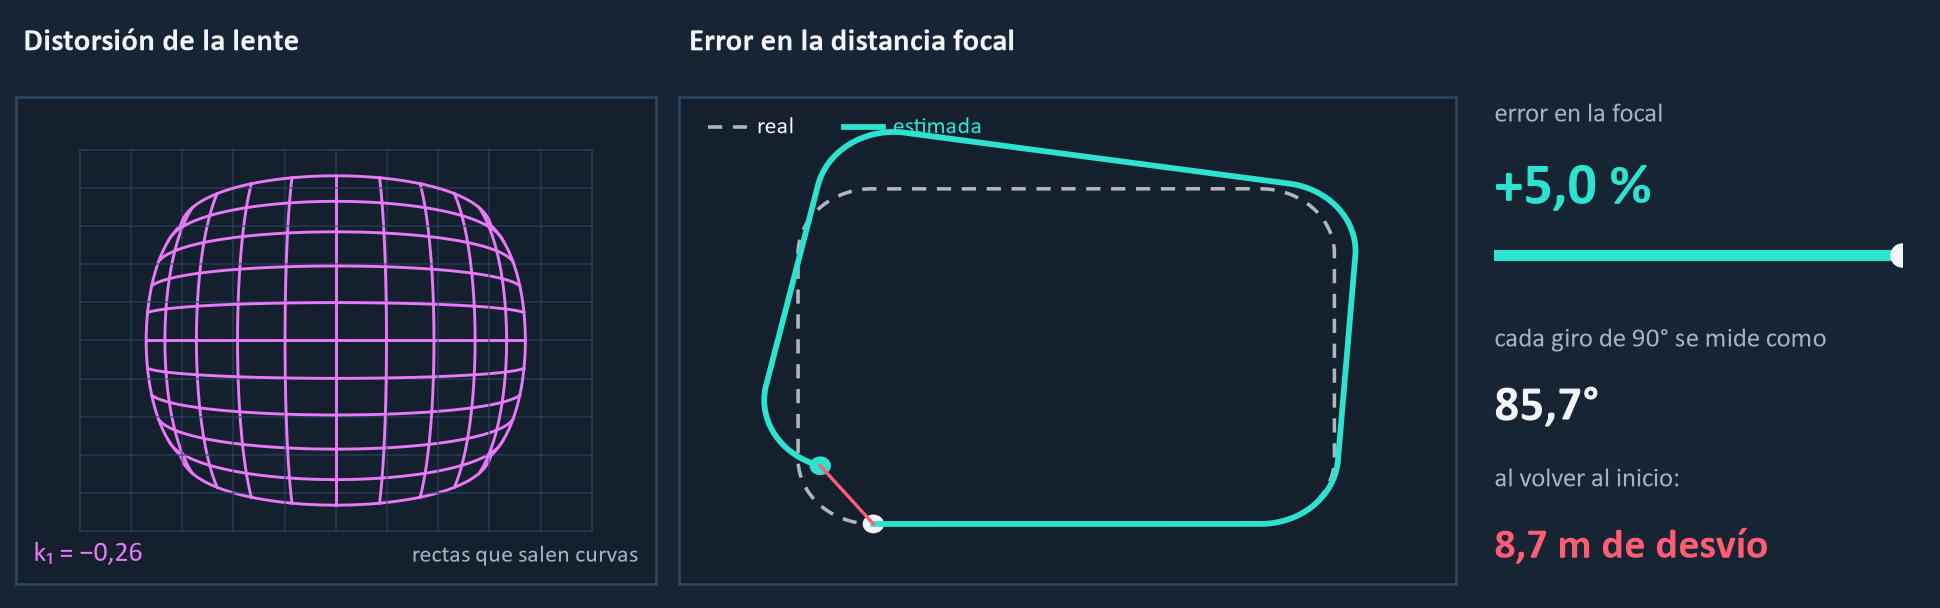 Distorsión de la lente
k₁ = −0,26
rectas que salen curvas
Error en la distancia focal
real
estimada
error en la focal
+5,0 %
cada giro de 90° se mide como
85,7°
al volver al inicio:
8,7 m de desvío